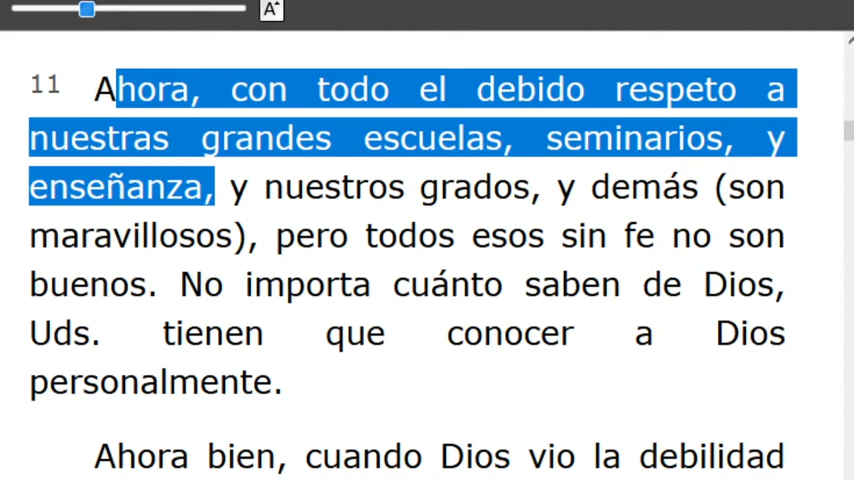 A
11 Ahora, con todo el debido respeto a
nuestras grandes escuelas, seminarios, y
enseñanza, y nuestros grados, y demás (son
maravillosos), pero todos esos sin fe no son
buenos. No importa cuánto saben de Dios,
Uds. tienen que conocer a Dios
personalmente.
Ahora bien, cuando Dios vio la debilidad